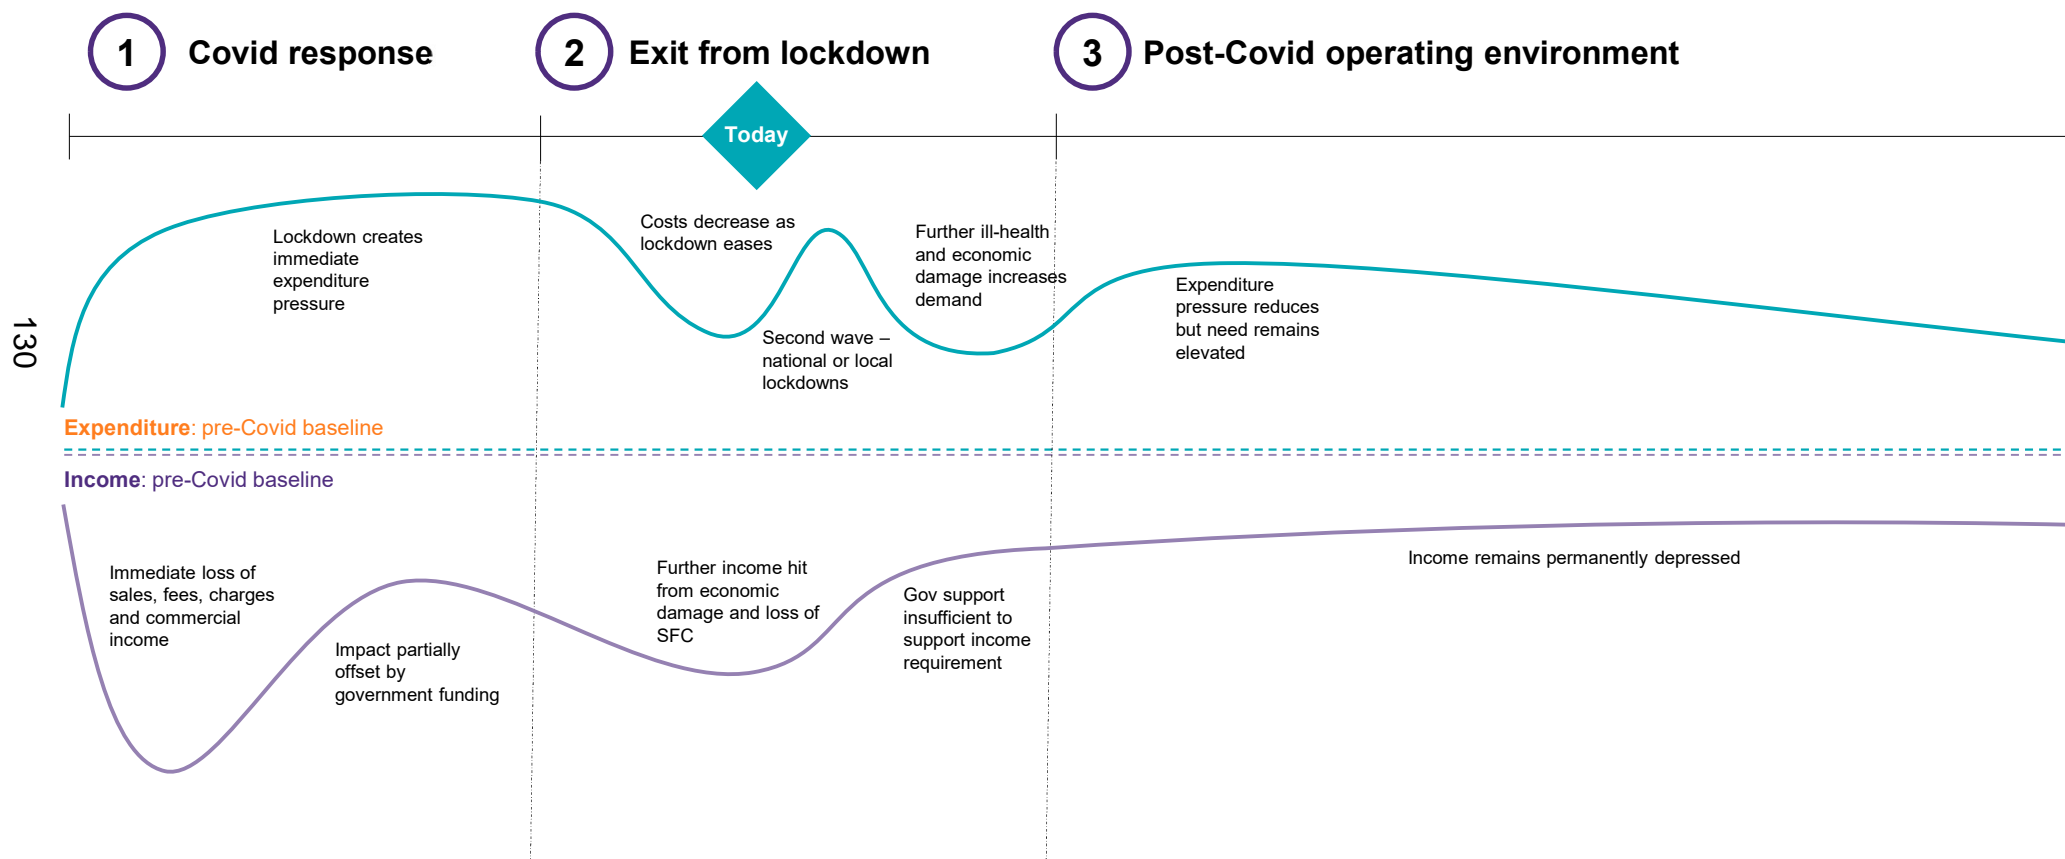 1 Covid response
2 Exit from lockdown
3 Post-Covid operating environment
Today
Lockdown creates
immediate
expenditure
pressure
Costs decrease as
lockdown eases
Second wave –
national or local
lockdowns
Further ill-health
and economic
damage increases
demand
Expenditure
pressure reduces
but need remains
elevated
130
Expenditure: pre-Covid baseline
Income: pre-Covid baseline
Immediate loss of
sales, fees, charges
and commercial
income
Impact partially
offset by
government funding
Further income hit
from economic
damage and loss of
SFC
Gov support
insufficient to
support income
requirement
Income remains permanently depressed